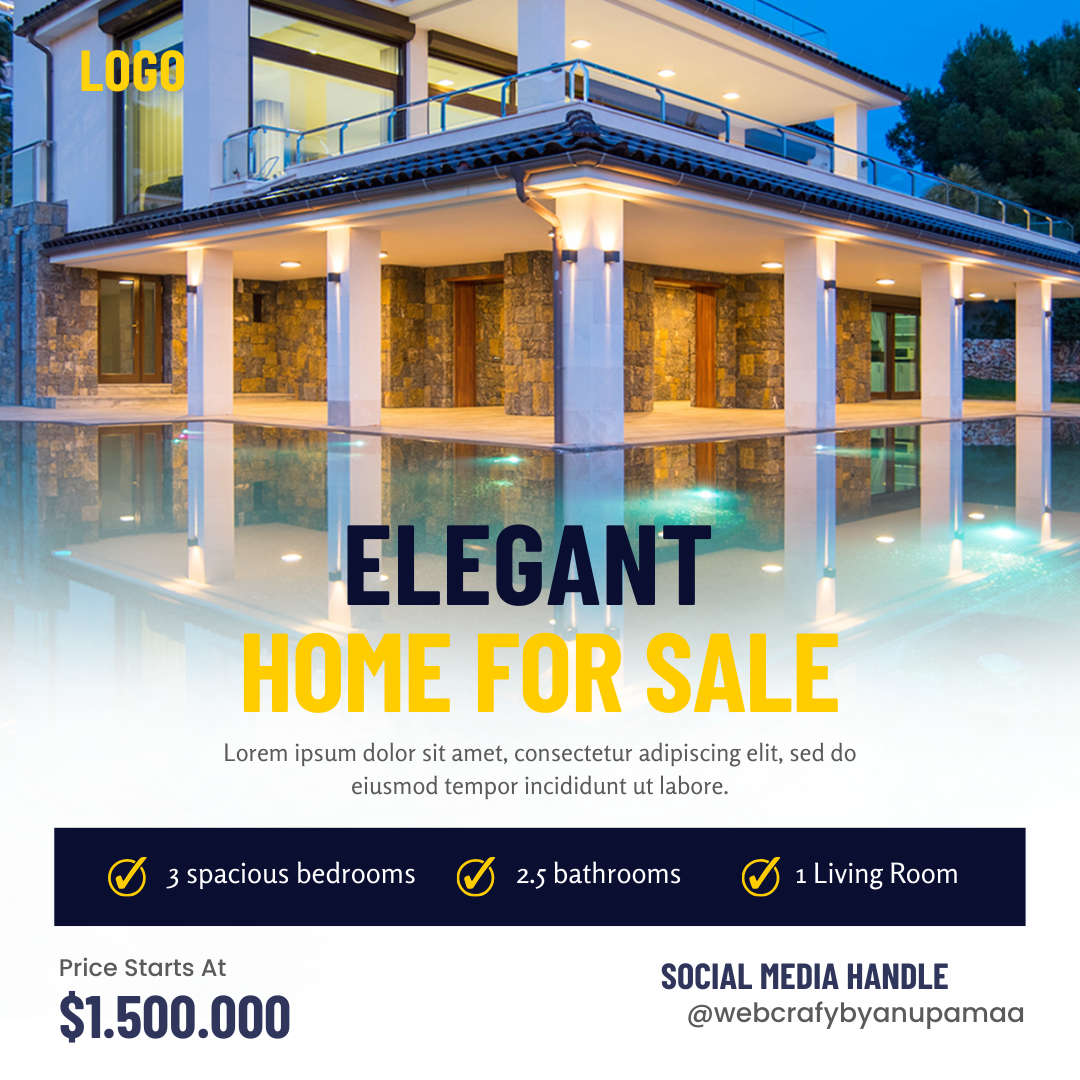 LOGO
ELEGANT
HOME FOR SALE
Lorem ipsum dolor sit amet, consectetur adipiscing elit, sed do
eiusmod tempor incididunt ut labore.
3 spacious bedrooms
2.5 bathrooms
1 Living Room
Price Starts At
$1.500.000
SOCIAL MEDIA HANDLE
@webcrafybyanupamaa